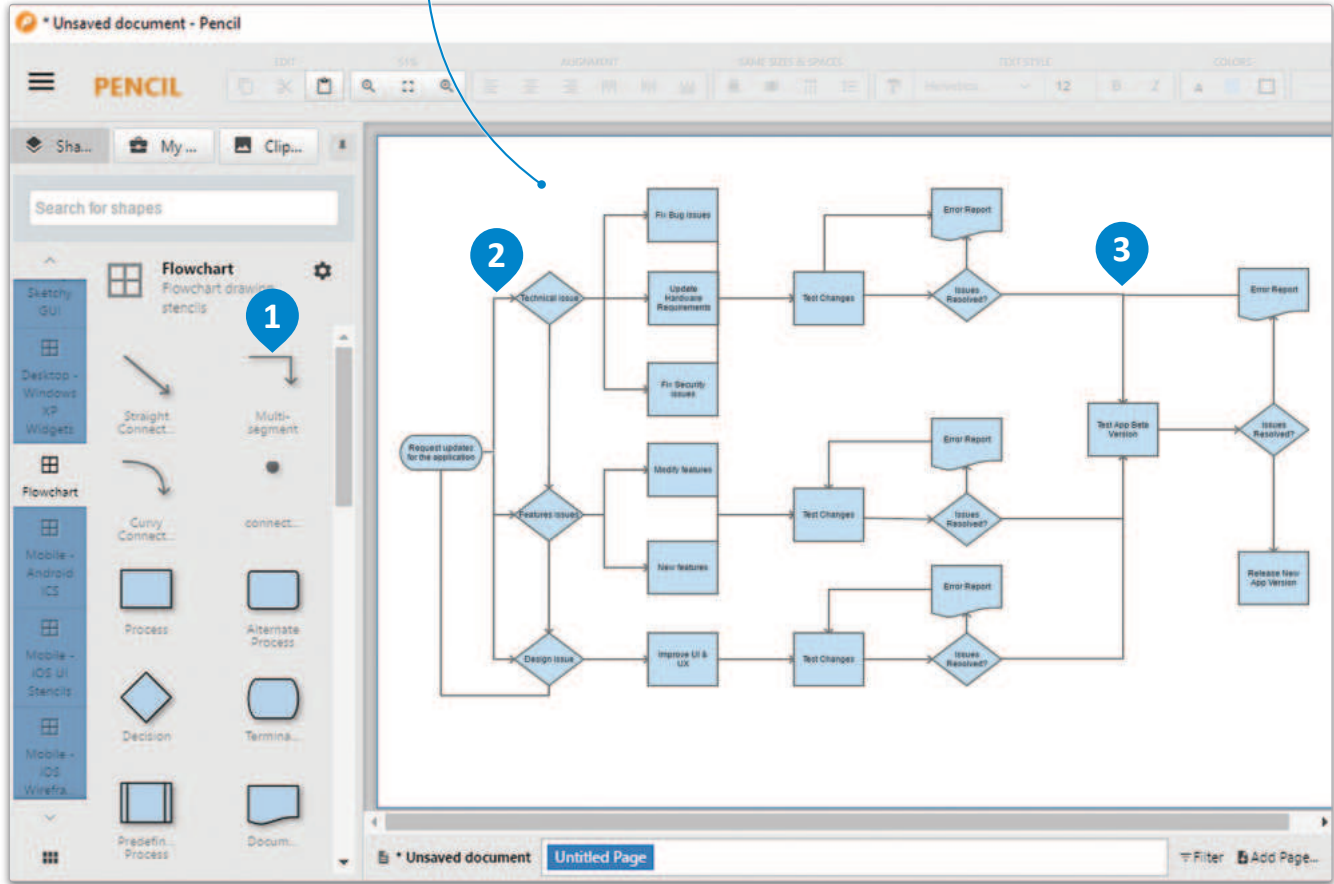 * Unsaved document - Pencil
PENCIL
EDIT
ALIGNMENT
SAME SIZES & SPACES
TEXT STYLE
COLORS
Helvetica
12
B
I
A
Sha...
My ...
Clip...
Search for shapes
Flowchart
Flowchart drawing
stencils
Sketchy
GUI
Desktop -
Windows
XP
Widgets
Flowchart
Mobile -
Android
ICS
Mobile -
iOS UI
Stencils
Mobile -
iOS
Wirefra...
1
Straight
Connect...
Multi-
segment
Curvy
Connect...
connect...
Process
Alternate
Process
Decision
Termina...
Predefin...
Process
Docum...
2
3
Request updates
for the application
Technical issue
Features issues
Design issue
Fix Bug issues
Update
Hardware
Requirements
Fix Security
issues
Modify features
New features
Improve UI &
UX
Test Changes
Test Changes
Test Changes
Error Report
Issues
Resolved?
Error Report
Issues
Resolved?
Error Report
Issues
Resolved?
Test App Beta
Version
Error Report
Issues
Resolved?
Release New
App Version
* Unsaved document
Untitled Page
Filter
Add Page...